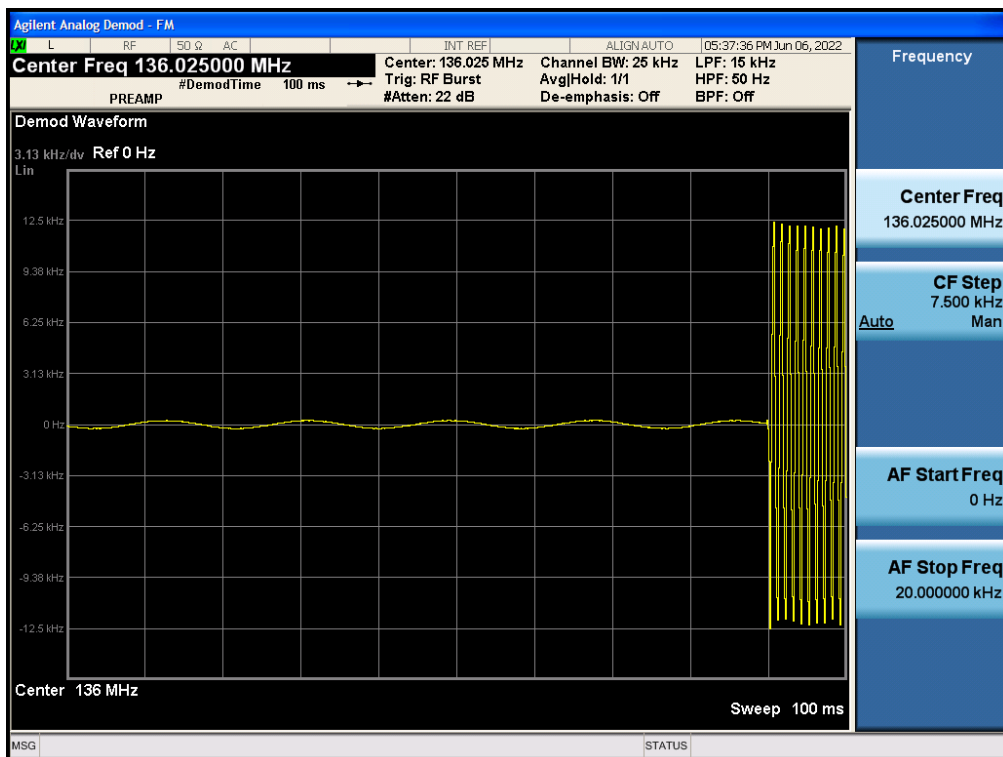 Agilent Analog Demod - FM
LXI L RF 50 Ω AC INT REF ALIGNAUTO 05:37:36 PM Jun 06, 2022
Center Freq 136.025000 MHz
#DemodTime 100 ms
PREAMP
Center: 136.025 MHz Channel BW: 25 kHz LPF: 15 kHz
Trig: RF Burst Avg|Hold: 1/1 HPF: 50 Hz
#Atten: 22 dB De-emphasis: Off BPF: Off
Demod Waveform
3.13 kHz/dv Ref 0 Hz
Lin
12.5 kHz
9.38 kHz
6.25 kHz
3.13 kHz
0 Hz
-3.13 kHz
-6.25 kHz
-9.38 kHz
-12.5 kHz
Center 136 MHz
Sweep 100 ms
Frequency
Center Freq
136.025000 MHz
CF Step
7.500 kHz
Auto Man
AF Start Freq
0 Hz
AF Stop Freq
20.000000 kHz
MSG STATUS